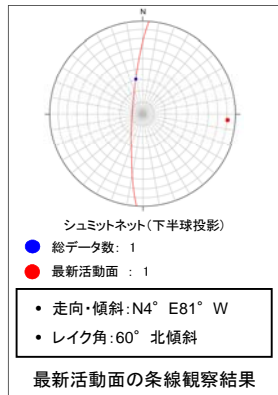 N
シュミットネット(下半球投影)
総データ数: 1
最新活動面 : 1
• 走向・傾斜:N4° E81° W
• レイク角:60° 北傾斜
最新活動面の条線観察結果